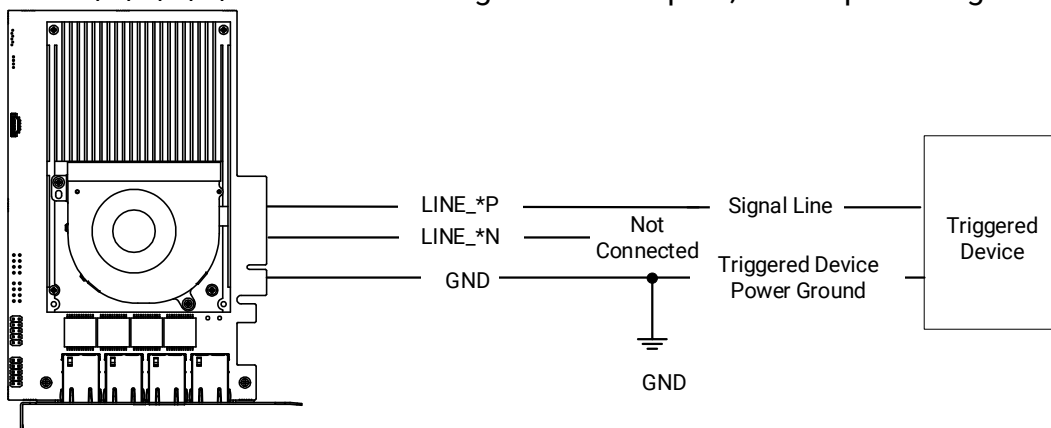 LINE_*P
Signal Line
LINE_*N
Not
Connected
GND
Triggered Device
Power Ground
Triggered
Device
GND